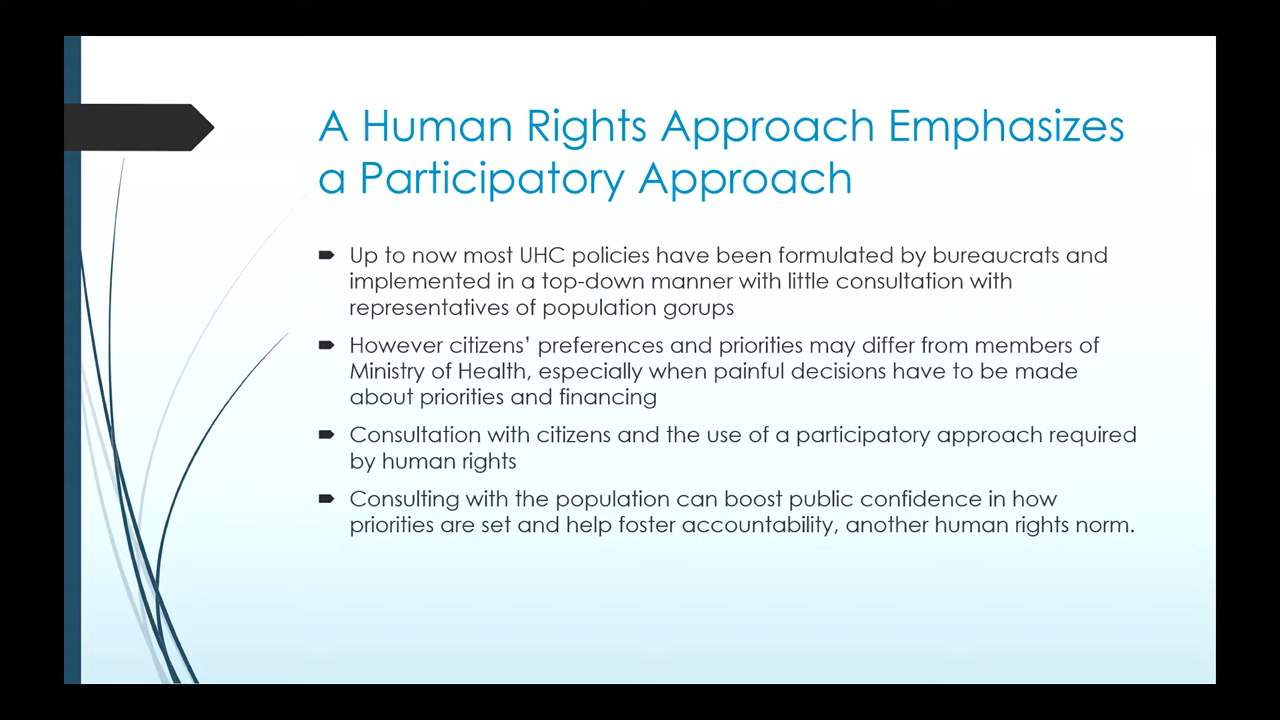 A Human Rights Approach Emphasizes
a Participatory Approach
Up to now most UHC policies have been formulated by bureaucrats and
implemented in a top-down manner with little consultation with
representatives of population gorups
However citizens’ preferences and priorities may differ from members of
Ministry of Health, especially when painful decisions have to be made
about priorities and financing
Consultation with citizens and the use of a participatory approach required
by human rights
Consulting with the population can boost public confidence in how
priorities are set and help foster accountability, another human rights norm.